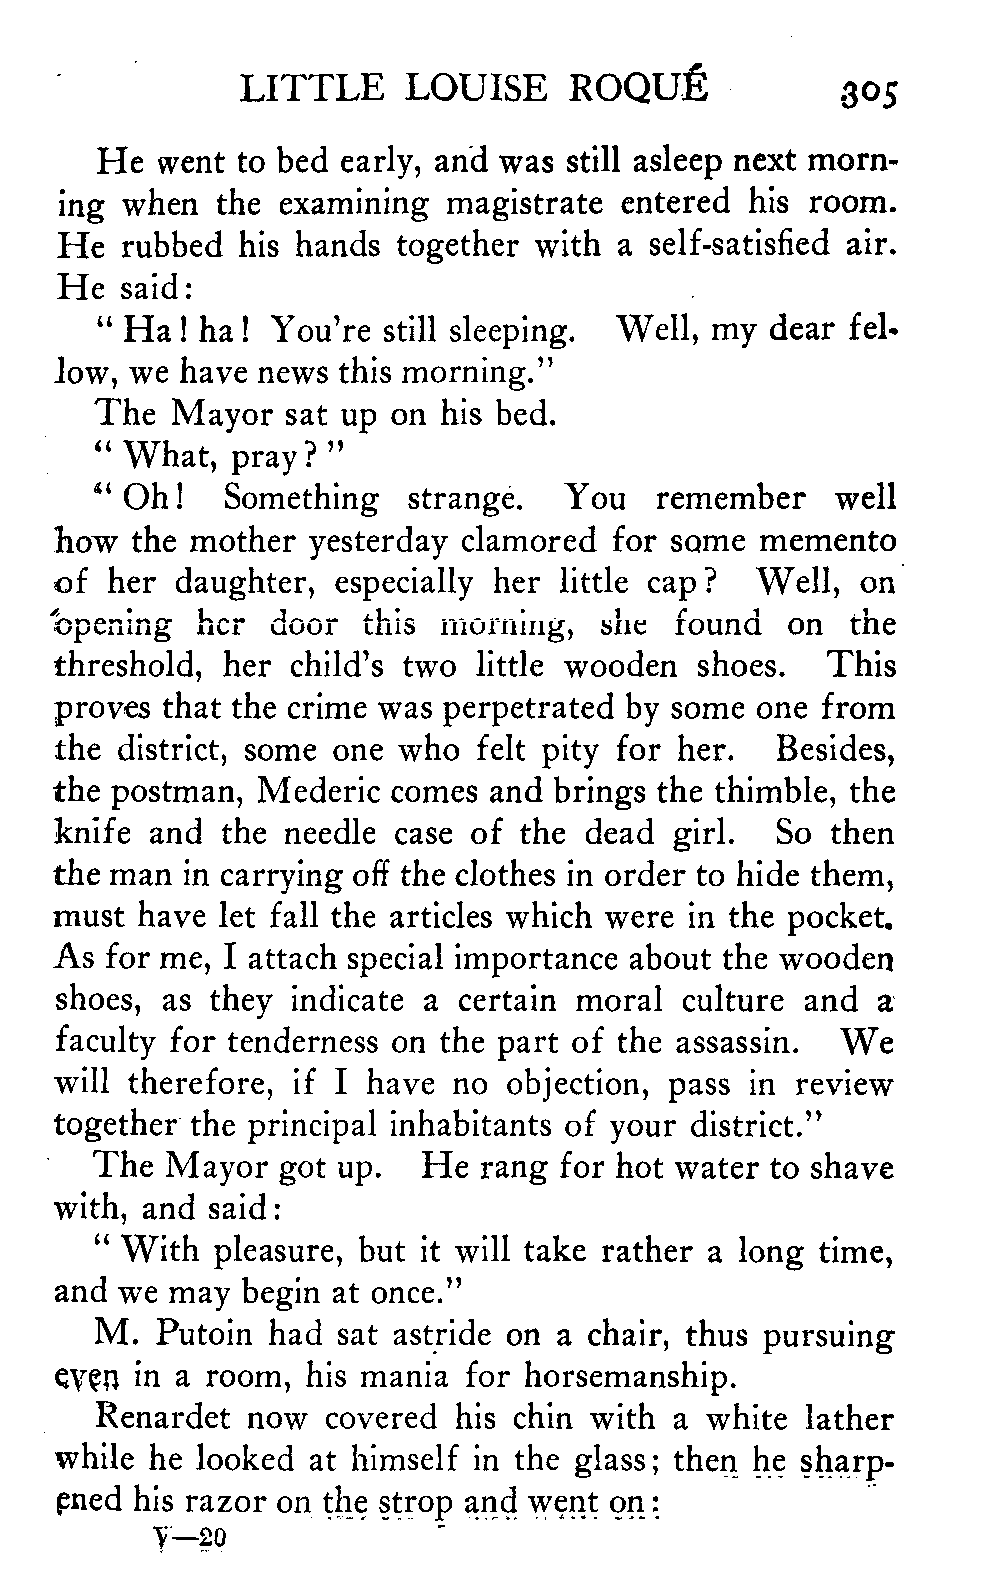 LITTLE LOUISE ROQUÉ 305
He went to bed early, and was still asleep next morn-
ing when the examining magistrate entered his room.
He rubbed his hands together with a self-satisfied air.
He said:
“ Ha! ha! You're still sleeping. Well, my dear fel-
low, we have news this morning.”
The Mayor sat up on his bed.
“ What, pray? ”
“ Oh! Something strange. You remember well
how the mother yesterday clamored for some memento
of her daughter, especially her little cap? Well, on
opening her door this morning, she found on the
threshold, her child's two little wooden shoes. This
proves that the crime was perpetrated by some one from
the district, some one who felt pity for her. Besides,
the postman, Mederic comes and brings the thimble, the
knife and the needle case of the dead girl. So then
the man in carrying off the clothes in order to hide them,
must have let fall the articles which were in the pocket.
As for me, I attach special importance about the wooden
shoes, as they indicate a certain moral culture and a
faculty for tenderness on the part of the assassin. We
will therefore, if I have no objection, pass in review
together the principal inhabitants of your district.”
The Mayor got up. He rang for hot water to shave
with, and said:
“ With pleasure, but it will take rather a long time,
and we may begin at once.”
M. Putoin had sat astride on a chair, thus pursuing
even in a room, his mania for horsemanship.
Renardet now covered his chin with a white lather
while he looked at himself in the glass; then he sharp-
ened his razor on the strop and went on:
V—20